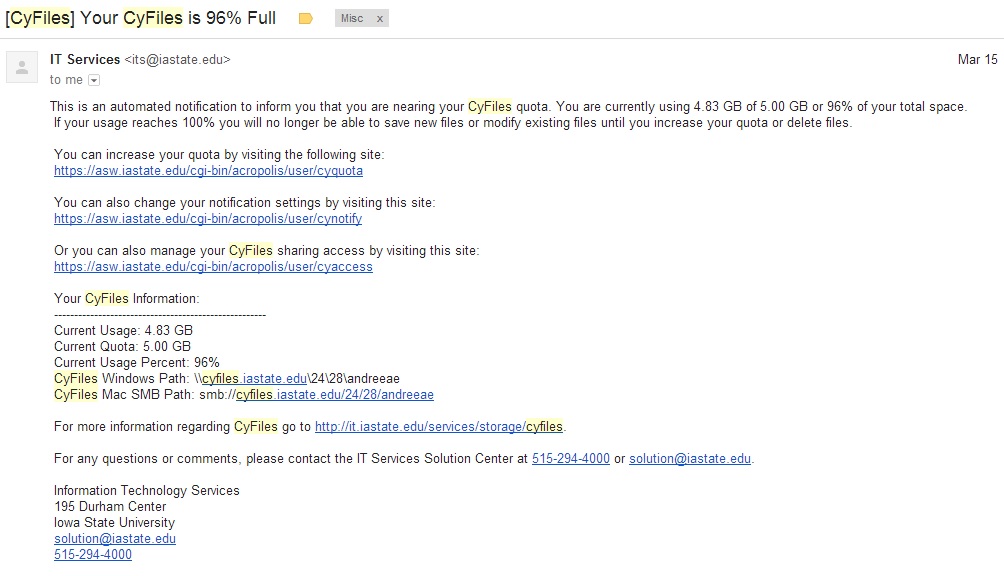 [CyFiles] Your CyFiles is 96% Full Misc x
IT Services <its@iastate.edu> Mar 15
to me
This is an automated notification to inform you that you are nearing your CyFiles quota. You are currently using 4.83 GB of 5.00 GB or 96% of your total space.
If your usage reaches 100% you will no longer be able to save new files or modify existing files until you increase your quota or delete files.
You can increase your quota by visiting the following site:
https://asw.iastate.edu/cgi-bin/acropolis/user/cyquota
You can also change your notification settings by visiting this site:
https://asw.iastate.edu/cgi-bin/acropolis/user/cynotify
Or you can also manage your CyFiles sharing access by visiting this site:
https://asw.iastate.edu/cgi-bin/acropolis/user/cyaccess
Your CyFiles Information:
-----------------------------------------------------
Current Usage: 4.83 GB
Current Quota: 5.00 GB
Current Usage Percent: 96%
CyFiles Windows Path: \\cyfiles.iastate.edu\24\28\andreeae
CyFiles Mac SMB Path: smb://cyfiles.iastate.edu/24/28/andreeae
For more information regarding CyFiles go to http://it.iastate.edu/services/storage/cyfiles.
For any questions or comments, please contact the IT Services Solution Center at 515-294-4000 or solution@iastate.edu.
Information Technology Services
195 Durham Center
Iowa State University
solution@iastate.edu
515-294-4000